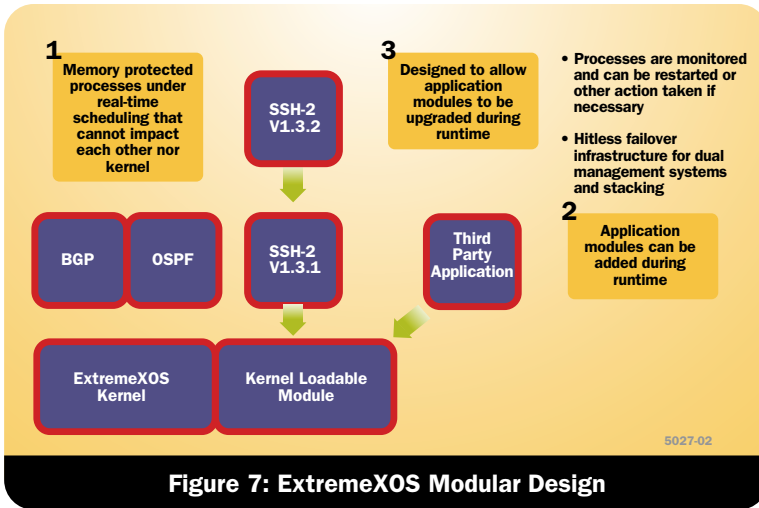 1
Memory protected
processes under
real-time
scheduling that
cannot impact
each other nor
kernel
SSH-2
V1.3.2
3
Designed to allow
application
modules to be
upgraded during
runtime
• Processes are monitored
and can be restarted or
other action taken if
necessary
• Hitless failover
infrastructure for dual
management systems
and stacking
2
Application
modules can be
added during
runtime
BGP
OSPF
SSH-2
V1.3.1
Third
Party
Application
ExtremeXOS
Kernel
Kernel Loadable
Module
5027-02
Figure 7: ExtremeXOS Modular Design